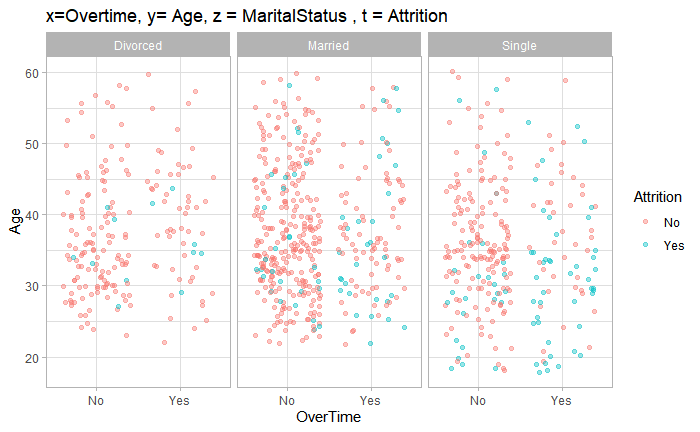 x=Overtime, y= Age, z = MaritalStatus , t = Attrition
Divorced
Married
Single
60
50
40
30
20
Age
No
Yes
No
Yes
No
Yes
OverTime
Attrition
No
Yes